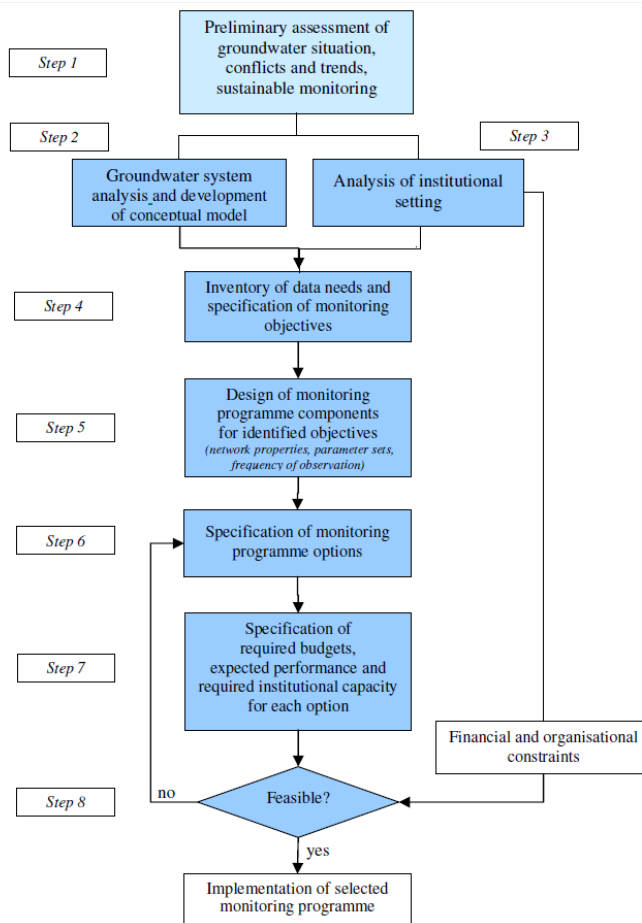 Preliminary assessment of
groundwater situation,
conflicts and trends,
sustainable monitoring
Step 1
Step 2
Step 3
Groundwater system
analysis and development
of conceptual model
Analysis of institutional
setting
Step 4
Inventory of data needs and
specification of monitoring
objectives
Step 5
Design of monitoring
programme components
for identified objectives
(network properties, parameter sets,
frequency of observation)
Step 6
Specification of monitoring
programme options
Step 7
Specification of
required budgets,
expected performance and
required institutional capacity
for each option
Financial and organisational
constraints
Step 8
no
Feasible?
yes
Implementation of selected
monitoring programme